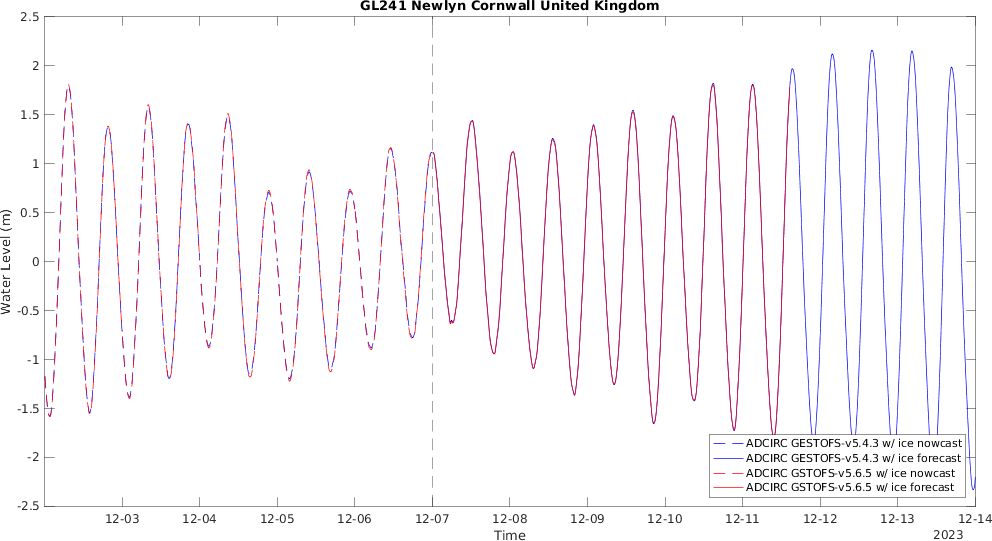 GL241 Newlyn Cornwall United Kingdom
2.5
2
1.5
1
0.5
0
-0.5
-1
-1.5
-2
-2.5
Water Level (m)
ADCIRC GESTOFS-v5.4.3 w/ ice nowcast
ADCIRC GESTOFS-v5.4.3 w/ ice forecast
ADCIRC GSTOFS-v5.6.5 w/ ice nowcast
ADCIRC GSTOFS-v5.6.5 w/ ice forecast
12-03 12-04 12-05 12-06 12-07 12-08 12-09 12-10 12-11 12-12 12-13 12-14
Time
2023